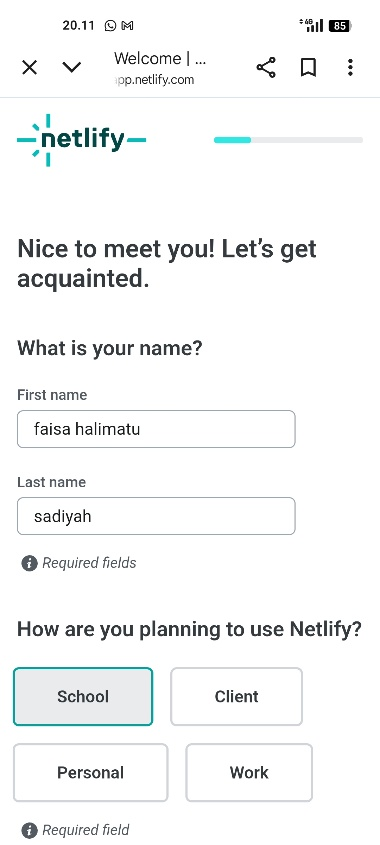 20.11
4G
85
Welcome | ...
pp.netlify.com
netlify
Nice to meet you! Let’s get
acquainted.
What is your name?
First name
faisa halimatu
Last name
sadiyah
Required fields
How are you planning to use Netlify?
School
Client
Personal
Work
Required field